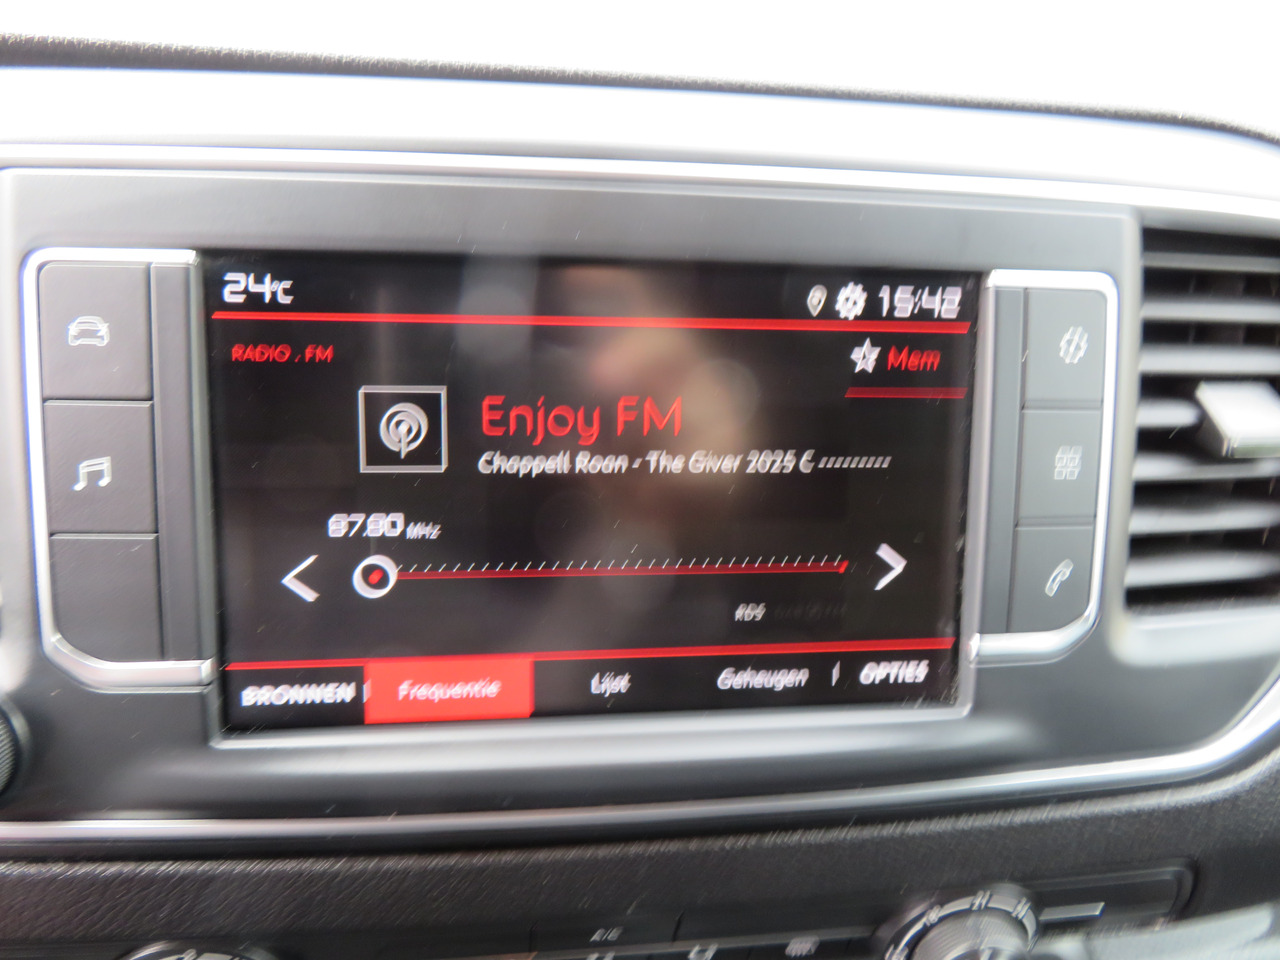 24°C
15:42
RADIO . FM
Mem
Enjoy FM
Chappell Roan - The Giver 2025 C
87.80 MHz
RDS
BRONNEN
Frequentie
Lijst
Geheugen
OPTIES
A/C